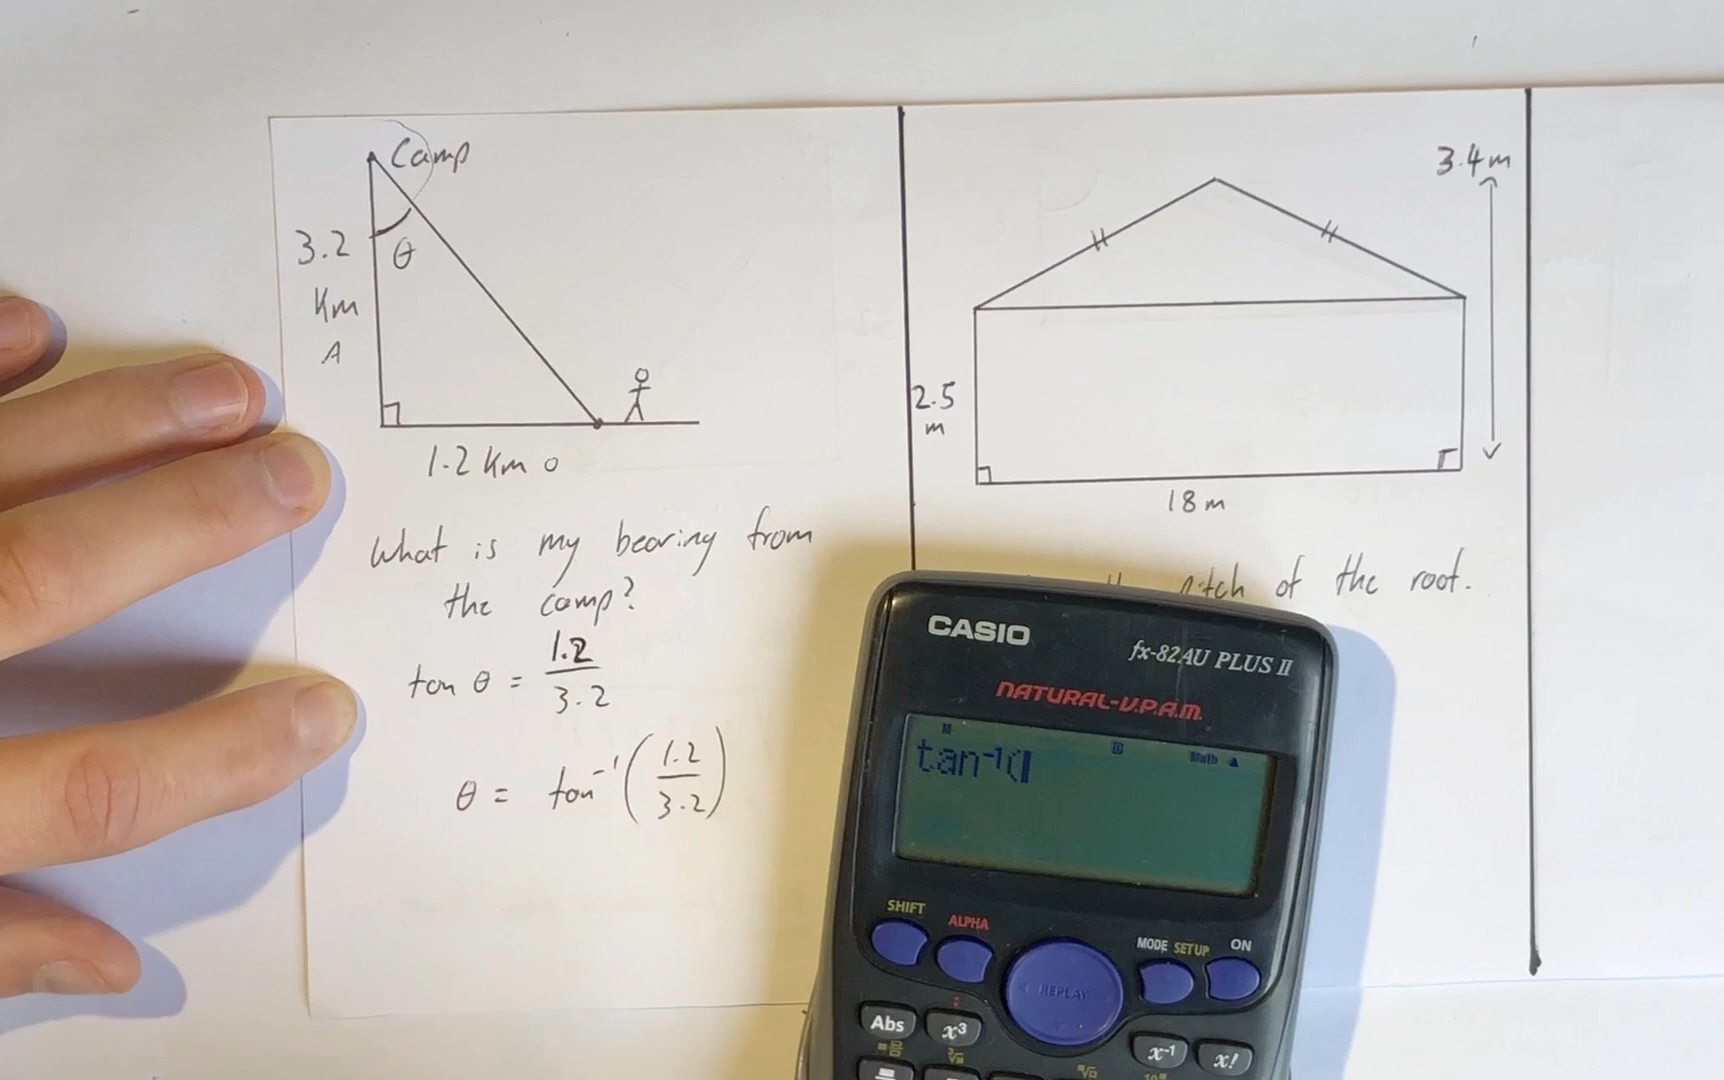 Camp
3.2
Km
A
θ
1.2 Km O
What is my bearing from
the camp?
tan θ = 1.2/3.2
θ = tan⁻¹(1.2/3.2)
3.4m
2.5
m
18m
pitch of the roof.
CASIO
fx-82AU PLUS II
NATURAL-V.P.A.M.
M D Math ▲
tan⁻¹(
SHIFT
ALPHA
MODE SETUP ON
REPLAY
Abs x³ x⁻¹ x!